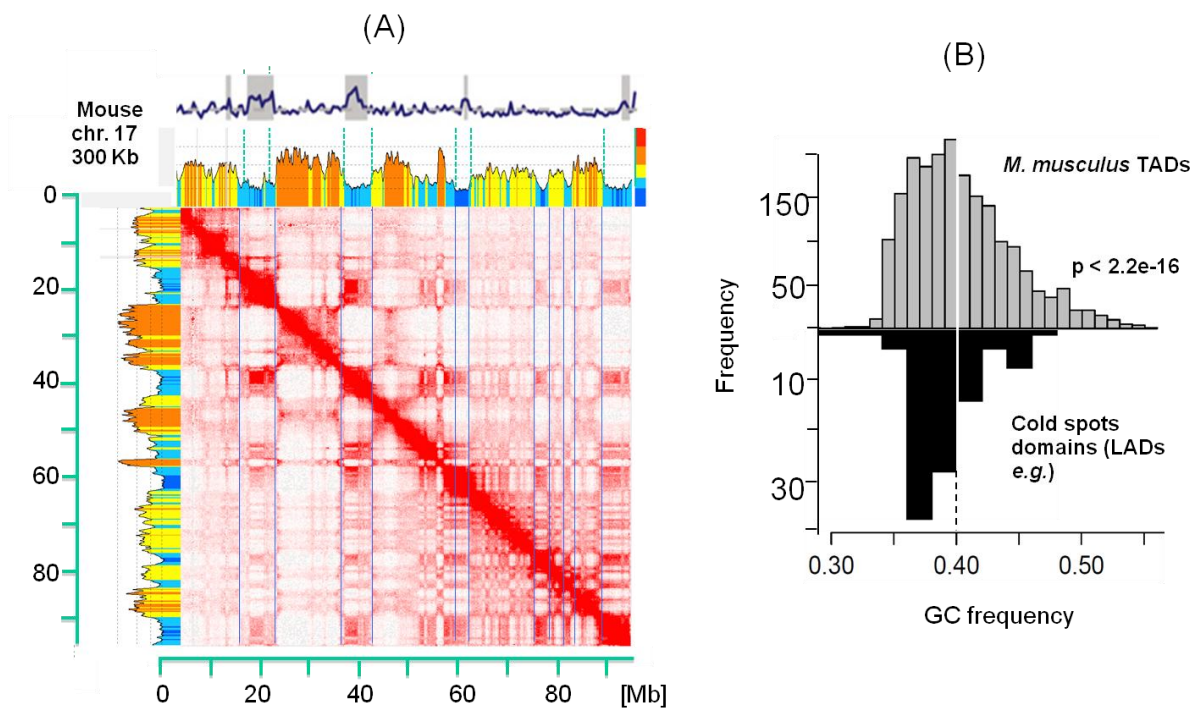 (A)
Mouse
chr. 17
300 Kb
0
20
40
60
80
0 20 40 60 80 [Mb]
(B)
M. musculus TADs
p < 2.2e-16
150
50
10
30
Frequency
Cold spots
domains (LADs
e.g.)
0.30 0.40 0.50
GC frequency